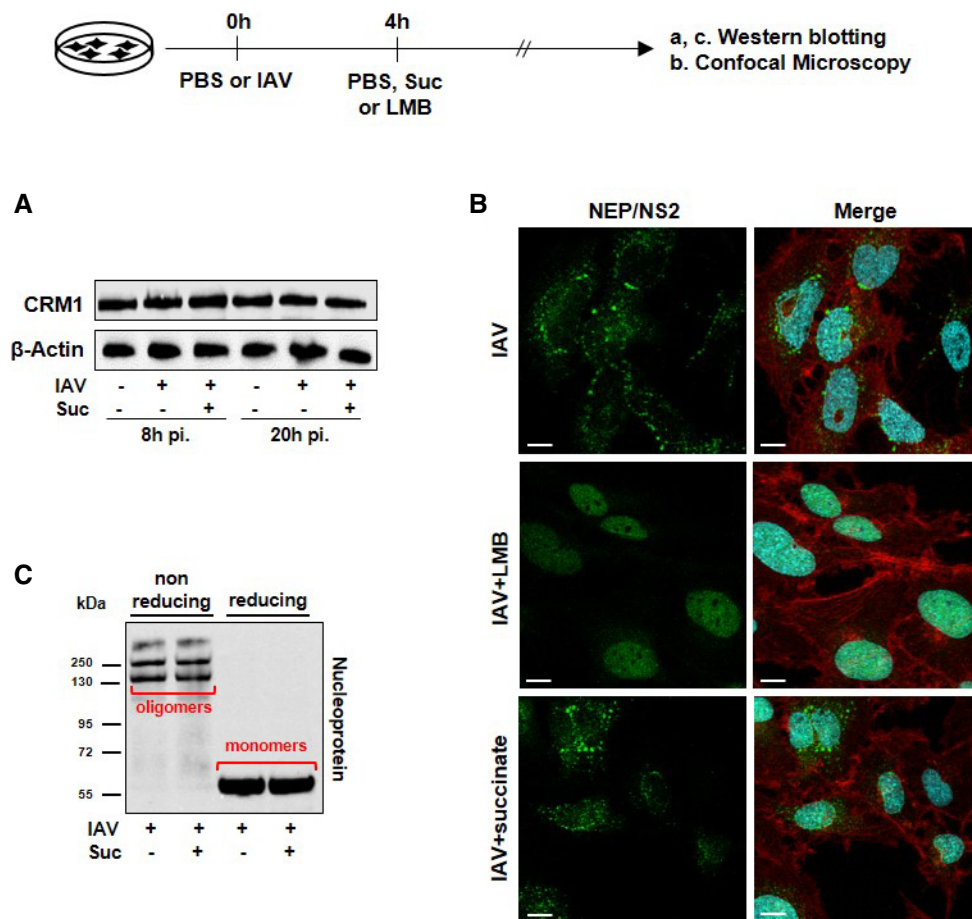 0h
4h
PBS or IAV
PBS, Suc
or LMB
a, c. Western blotting
b. Confocal Microscopy
A
CRM1
β-Actin
IAV - + + - + +
Suc - - + - - +
8h pi. 20h pi.
B
NEP/NS2 Merge
IAV
IAV+LMB
IAV+succinate
C
kDa
non
reducing
reducing
250
130
95
72
55
oligomers
monomers
Nucleoprotein
IAV + + + +
Suc - + - +